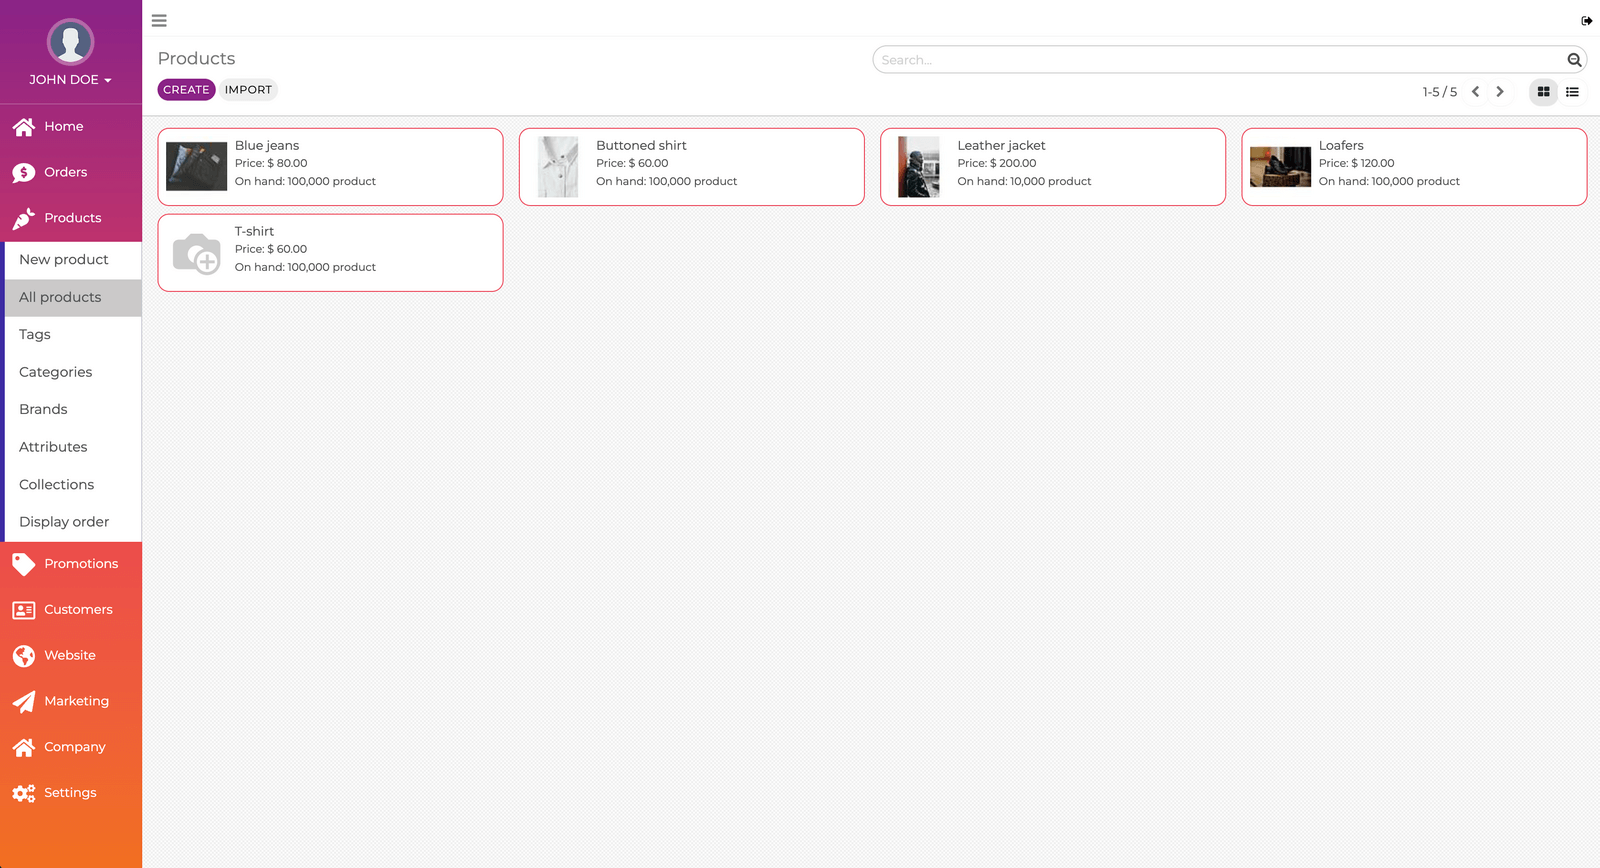 JOHN DOE
Home
Orders
Products
New product
All products
Tags
Categories
Brands
Attributes
Collections
Display order
Promotions
Customers
Website
Marketing
Company
Settings
Products
Search...
CREATE IMPORT
1-5 / 5
Blue jeans
Price: $ 80.00
On hand: 100,000 product
Buttoned shirt
Price: $ 60.00
On hand: 100,000 product
Leather jacket
Price: $ 200.00
On hand: 10,000 product
Loafers
Price: $ 120.00
On hand: 100,000 product
T-shirt
Price: $ 60.00
On hand: 100,000 product